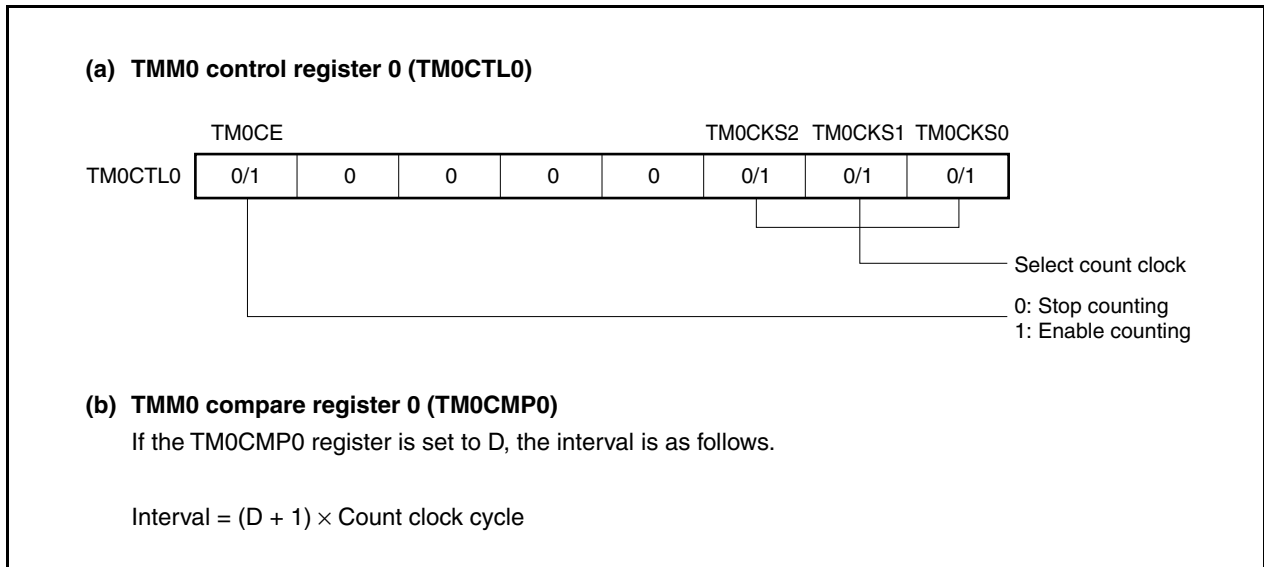 (a) TMM0 control register 0 (TM0CTL0)
TM0CE TM0CKS2 TM0CKS1 TM0CKS0
TM0CTL0 0/1 0 0 0 0 0/1 0/1 0/1
Select count clock
0: Stop counting
1: Enable counting
(b) TMM0 compare register 0 (TM0CMP0)
If the TM0CMP0 register is set to D, the interval is as follows.
Interval = (D + 1) × Count clock cycle